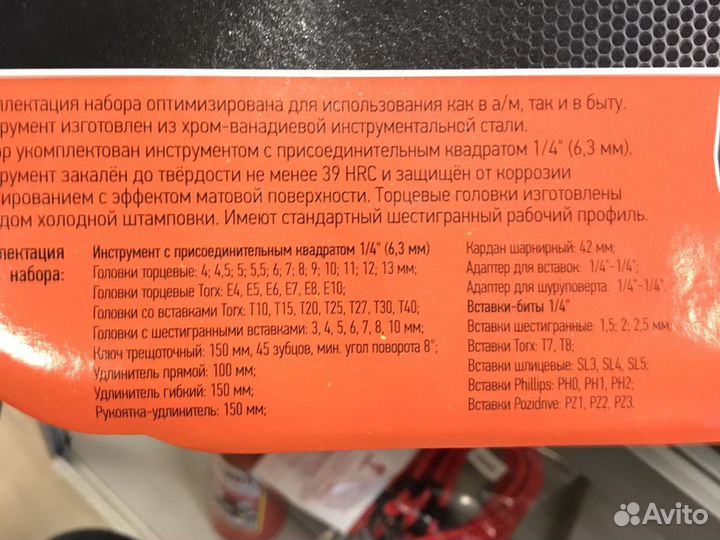 плектация набора оптимизирована для использования как в а/м, так и в быту.
румент изготовлен из хром-ванадиевой инструментальной стали.
ор укомплектован инструментом с присоединительным квадратом 1/4" (6,3 мм).
румент закалён до твёрдости не менее 39 HRC и защищён от коррозии
ированием с эффектом матовой поверхности. Торцевые головки изготовлены
дом холодной штамповки. Имеют стандартный шестигранный рабочий профиль.
плектация
набора:
Инструмент с присоединительным квадратом 1/4" (6,3 мм)
Головки торцевые: 4; 4,5; 5; 5,5; 6; 7; 8; 9; 10; 11; 12; 13 мм;
Головки торцевые Torx: E4, E5, E6, E7, E8, E10;
Головки со вставками Torx: T10, T15, T20, T25, T27, T30, T40;
Головки с шестигранными вставками: 3, 4, 5, 6, 7, 8, 10 мм;
Ключ трещоточный: 150 мм, 45 зубцов, мин. угол поворота 8°;
Удлинитель прямой: 100 мм;
Удлинитель гибкий: 150 мм;
Рукоятка-удлинитель: 150 мм;
Кардан шарнирный: 42 мм;
Адаптер для вставок: 1/4"-1/4";
Адаптер для шуруповерта: 1/4"-1/4".
Вставки-биты 1/4"
Вставки шестигранные: 1,5; 2; 2,5 мм;
Вставки Torx: T7, T8;
Вставки шлицевые: SL3, SL4, SL5;
Вставки Phillips: PH0, PH1, PH2;
Вставки Pozidrive: PZ1, PZ2, PZ3.
Avito